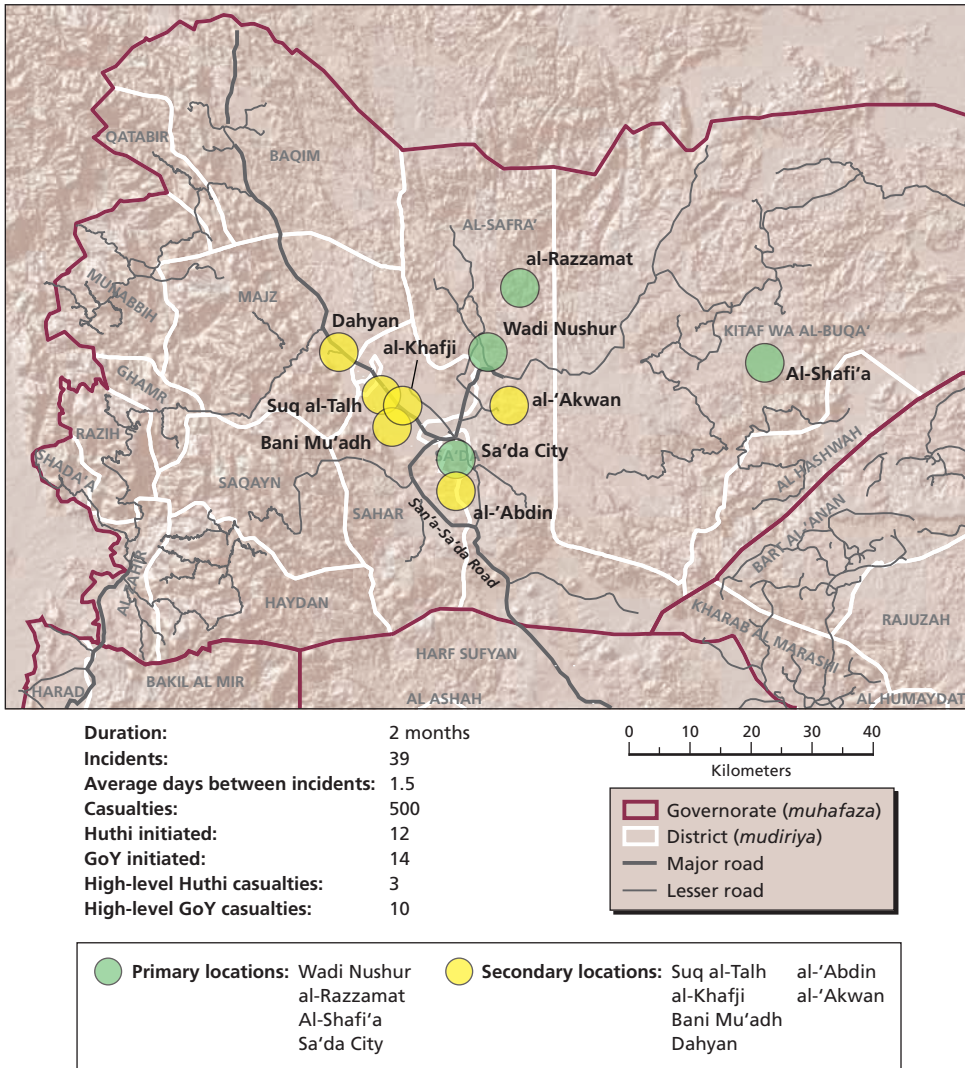 QATABIR
BAQIM
AL-SAFRA'
al-Razzamat
MUNABBIH
MAJZ
Dahyan
Wadi Nushur
al-Khafji
KITAF WA AL-BUQA'
Al-Shafi'a
GHAMR
Suq al-Talh
al-'Akwan
RAZIH
Bani Mu'adh
Sa'da City
SA'DA
SHADA'A
SAQAYN
SAHAR
al-'Abdin
AL HASHWAH
San'a-Sa'da Road
BART AL 'ANAN
AL ZAHIR
HAYDAN
KHARAB AL MARASHI
RAJUZAH
HARF SUFYAN
HARAD
BAKIL AL MIR
AL ASHAH
AL HUMAYDAT
Duration: 2 months
Incidents: 39
Average days between incidents: 1.5
Casualties: 500
Huthi initiated: 12
GoY initiated: 14
High-level Huthi casualties: 3
High-level GoY casualties: 10
0 10 20 30 40
Kilometers
Governorate (muhafaza)
District (mudiriya)
Major road
Lesser road
Primary locations: Wadi Nushur
al-Razzamat
Al-Shafi'a
Sa'da City
Secondary locations: Suq al-Talh al-'Abdin
al-Khafji al-'Akwan
Bani Mu'adh
Dahyan